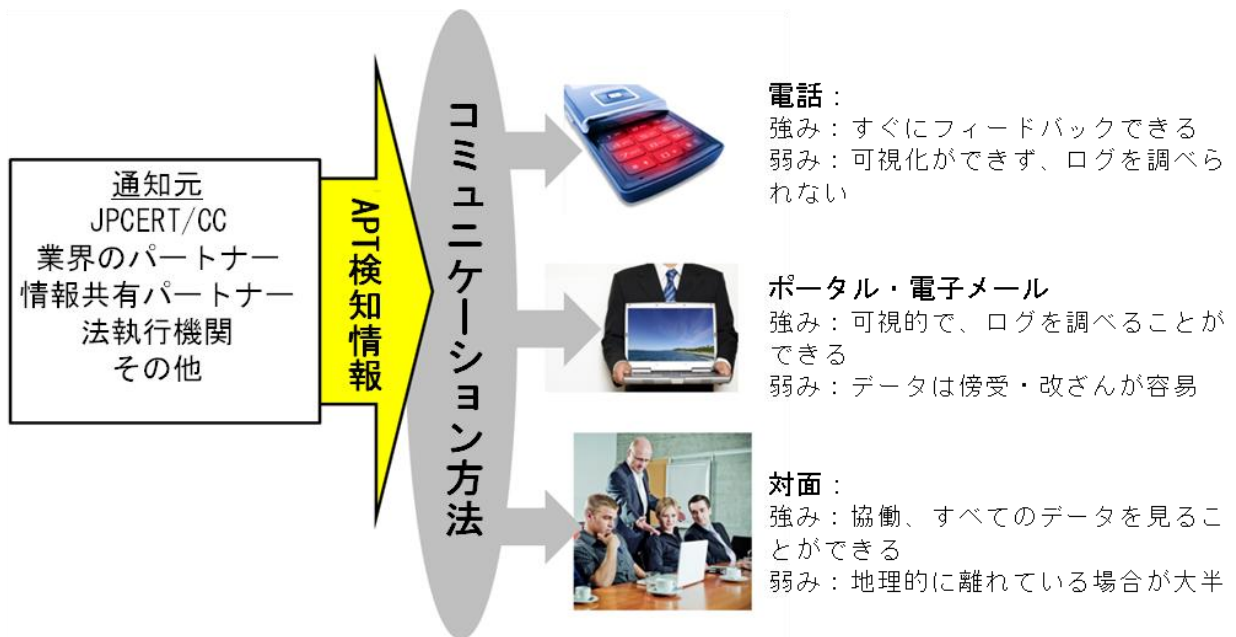 通知元
JPCERT/CC
業界のパートナー
情報共有パートナー
法執行機関
その他
APT検知情報
コミュニケーション方法
電話：
強み：すぐにフィードバックできる
弱み：可視化ができず、ログを調べら
れない
ポータル・電子メール
強み：可視的で、ログを調べることが
できる
弱み：データは傍受・改ざんが容易
対面：
強み：協働、すべてのデータを見るこ
とができる
弱み：地理的に離れている場合が大半